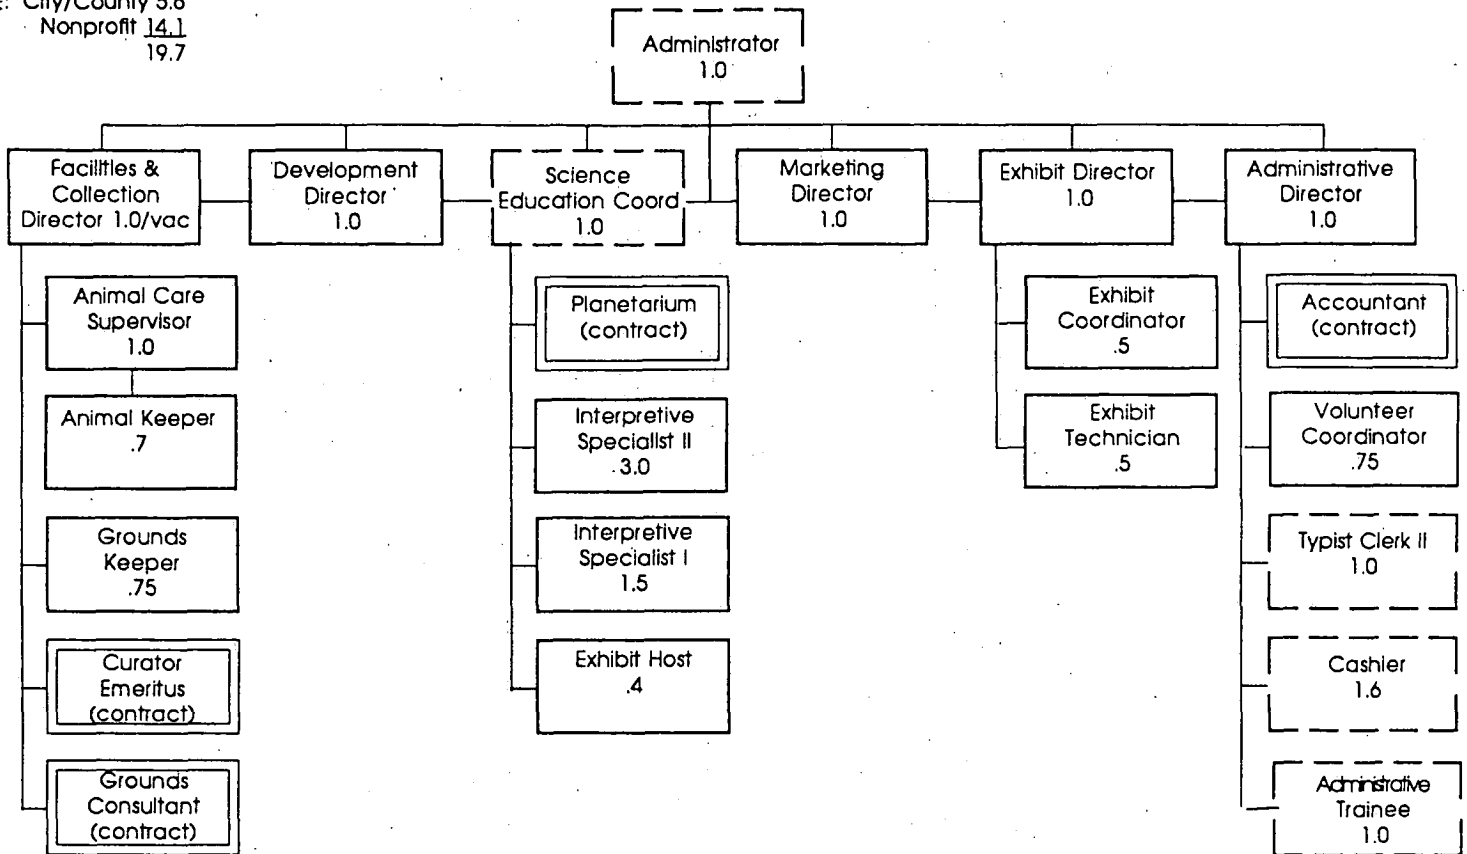 : City/County 5.6
Nonprofit 14.1
19.7
Administrator
1.0
Facilities &
Collection
Director 1.0/vac
Development
Director
1.0
Science
Education Coord
1.0
Marketing
Director
1.0
Exhibit Director
1.0
Administrative
Director
1.0
Animal Care
Supervisor
1.0
Animal Keeper
.7
Grounds
Keeper
.75
Curator
Emeritus
(contract)
Grounds
Consultant
(contract)
Planetarium
(contract)
Interpretive
Specialist II
3.0
Interpretive
Specialist I
1.5
Exhibit Host
.4
Exhibit
Coordinator
.5
Exhibit
Technician
.5
Accountant
(contract)
Volunteer
Coordinator
.75
Typist Clerk II
1.0
Cashier
1.6
Administrative
Trainee
1.0